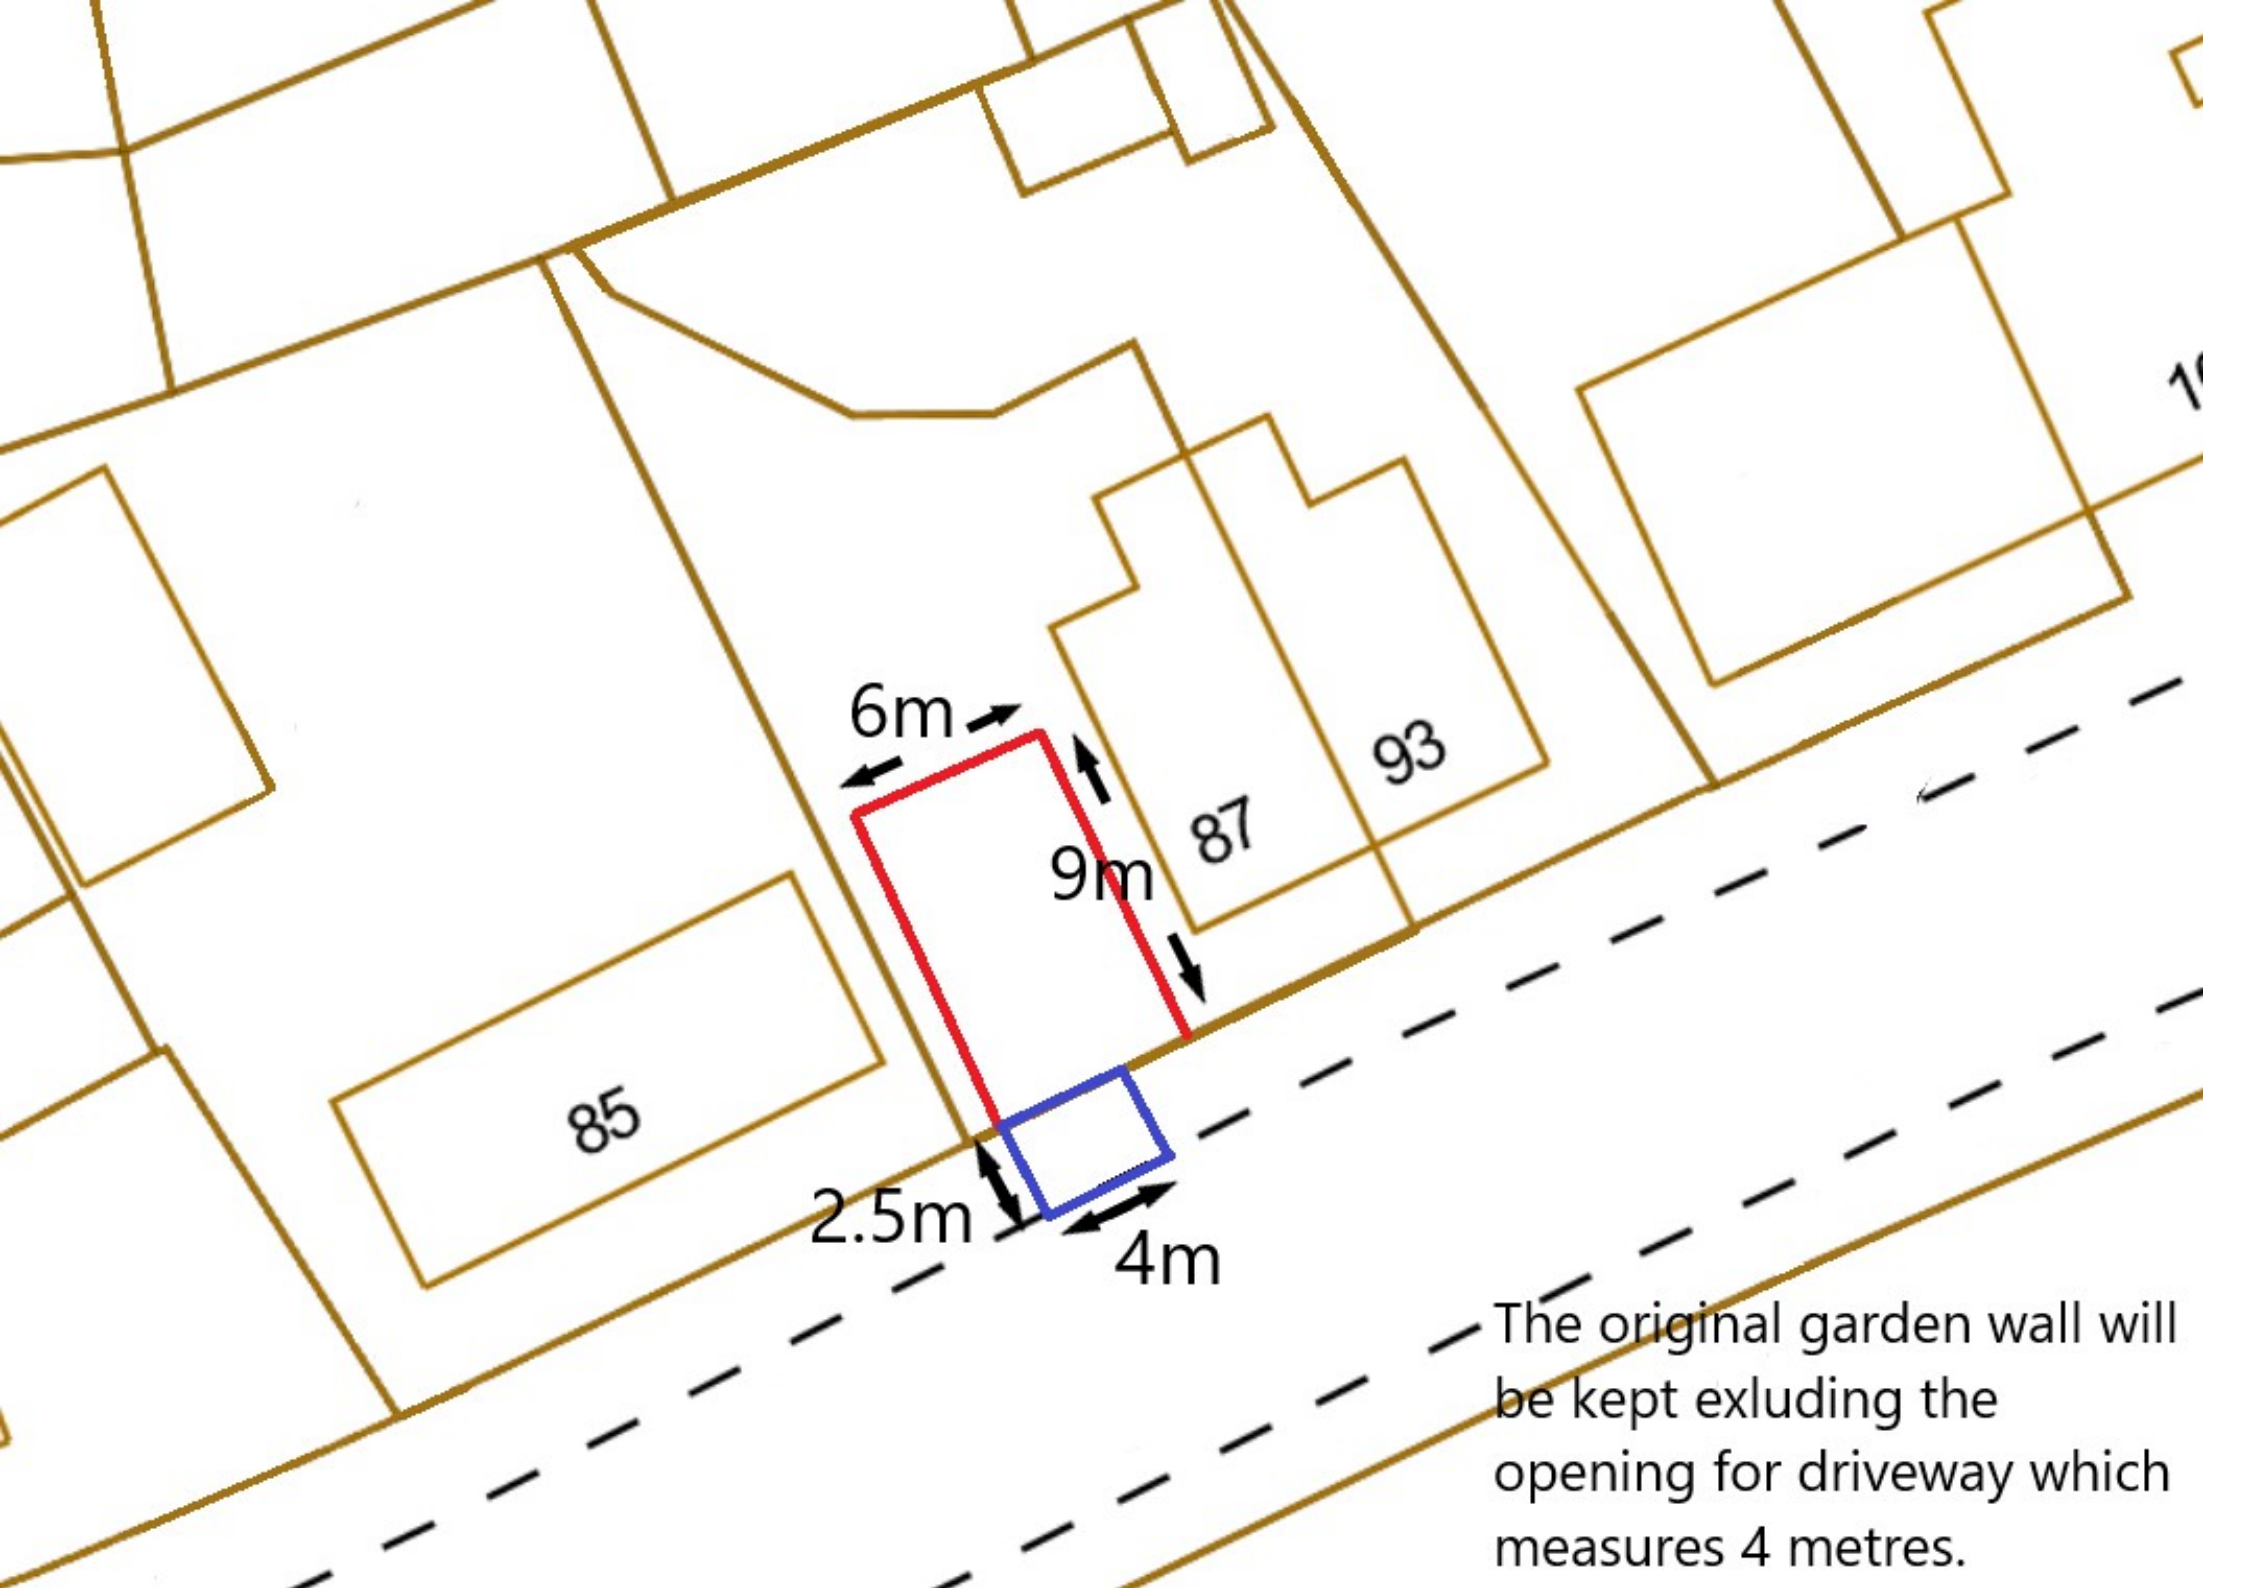 6m
93
87
9m
85
2.5m
4m
The original garden wall will
be kept exluding the
opening for driveway which
measures 4 metres.